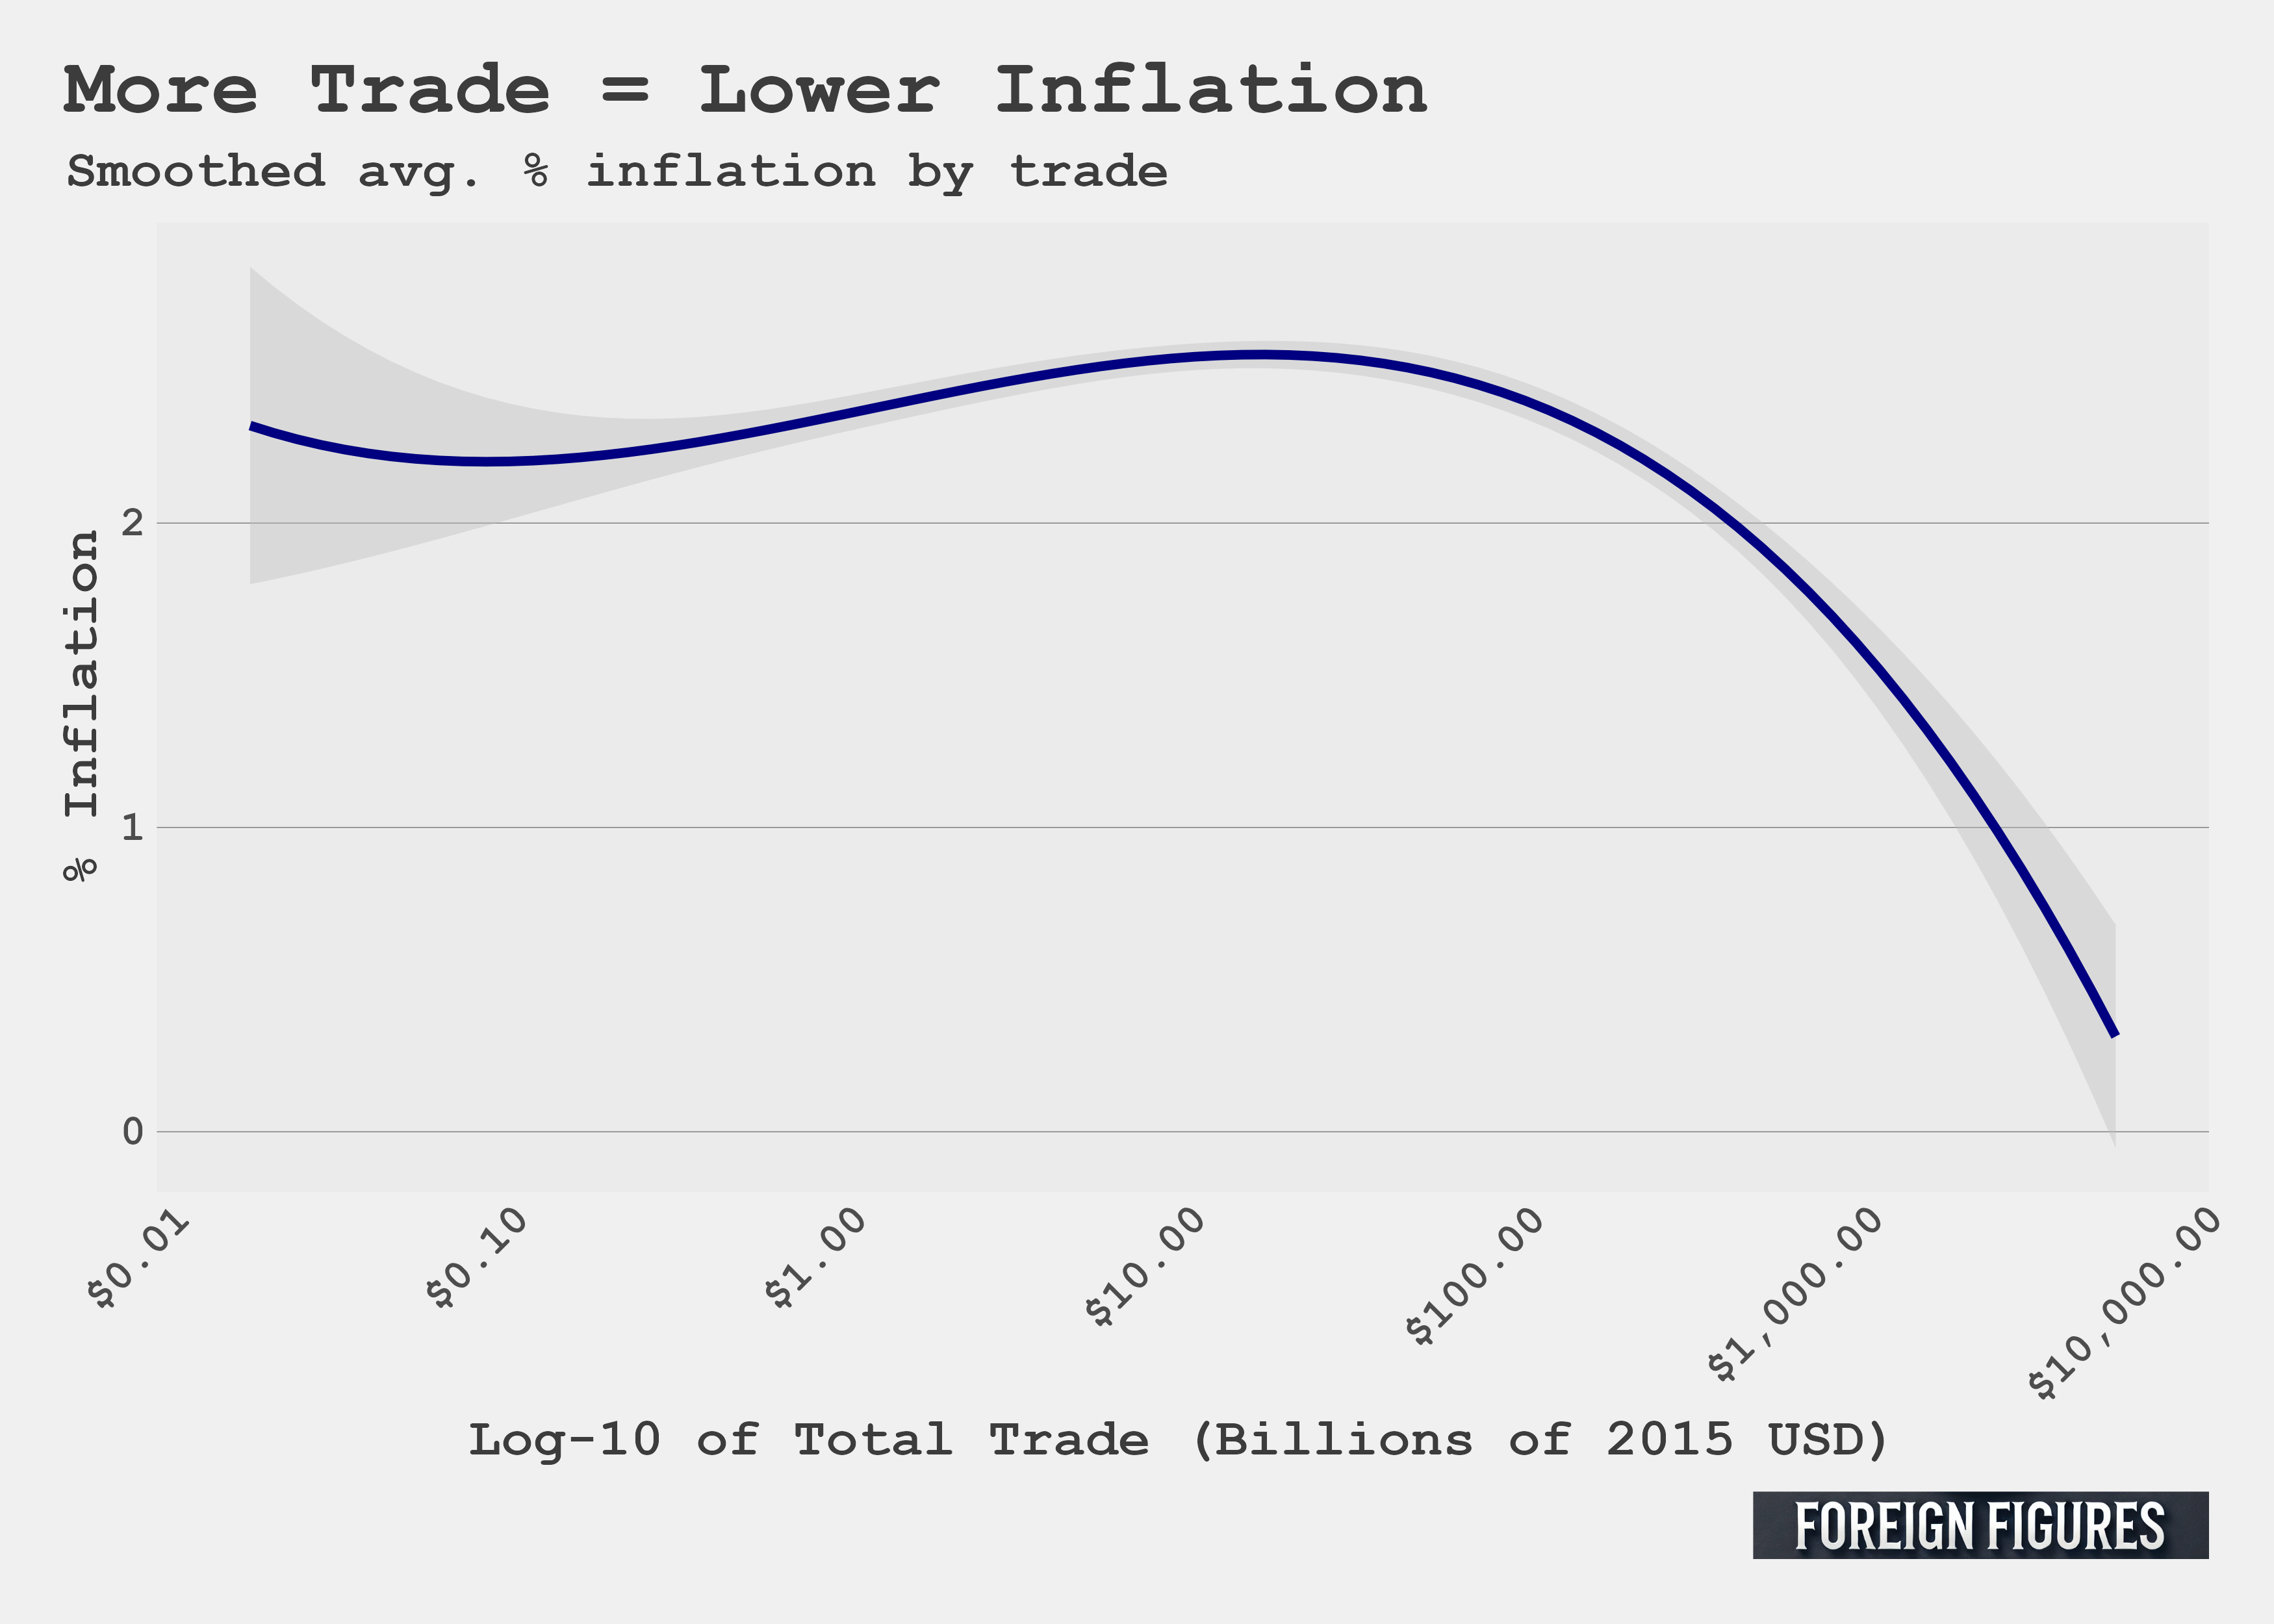 More Trade = Lower Inflation
Smoothed avg. % inflation by trade
% Inflation
2
1
0
$0.01
$0.10
$1.00
$10.00
$100.00
$1,000.00
$10,000.00
Log-10 of Total Trade (Billions of 2015 USD)
FOREIGN FIGURES